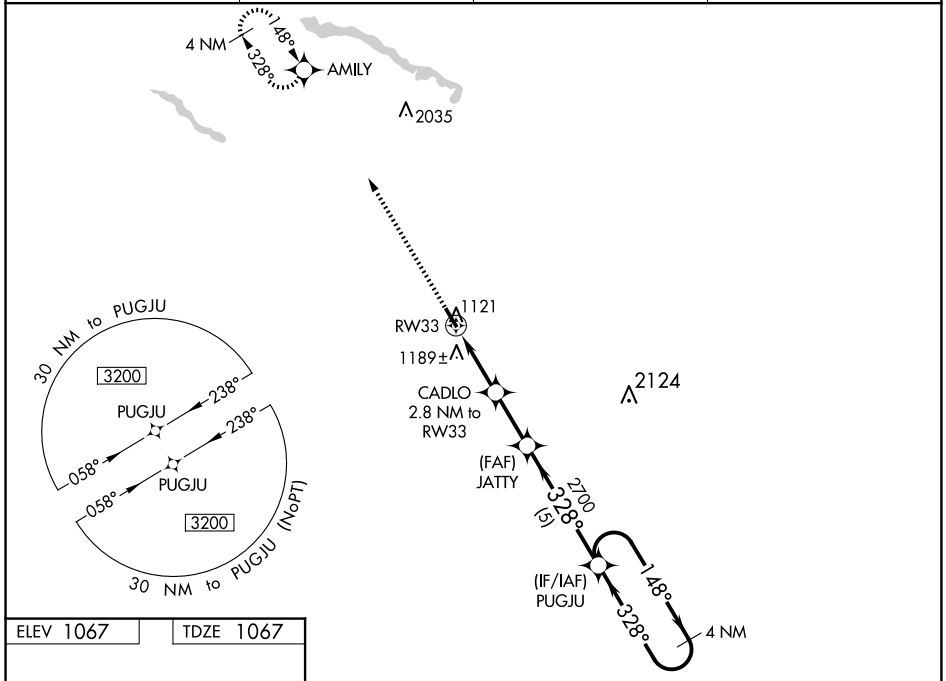 4 NM
148°
328°
AMILY
2035
1121
RW33
1189±
CADLO
2.8 NM to
RW33
2124
(FAF)
JATTY
2700
328°
(5)
(IF/IAF)
PUGJU
148°
328°
4 NM
30 NM to PUGJU
3200
238°
PUGJU
058°
238°
PUGJU
058°
3200
30 NM to PUGJU (NoPT)
ELEV 1067
TDZE 1067